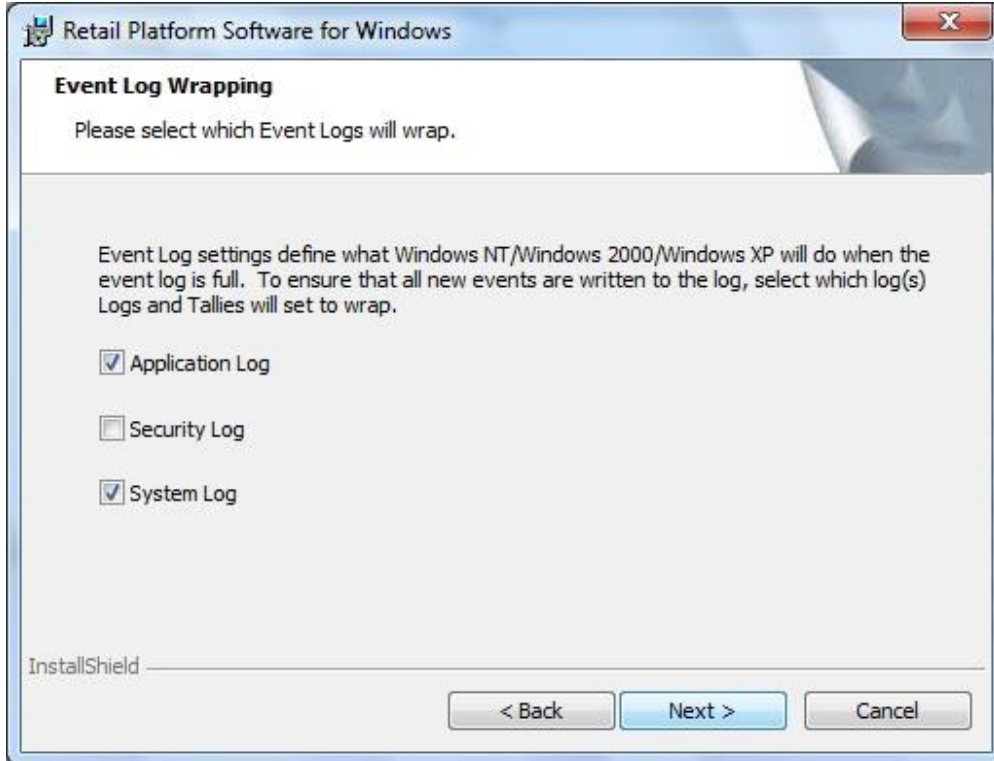 Retail Platform Software for Windows
Event Log Wrapping
Please select which Event Logs will wrap.
Event Log settings define what Windows NT/Windows 2000/Windows XP will do when the
event log is full.  To ensure that all new events are written to the log, select which log(s)
Logs and Tallies will set to wrap.
Application Log
Security Log
System Log
InstallShield
< Back
Next >
Cancel